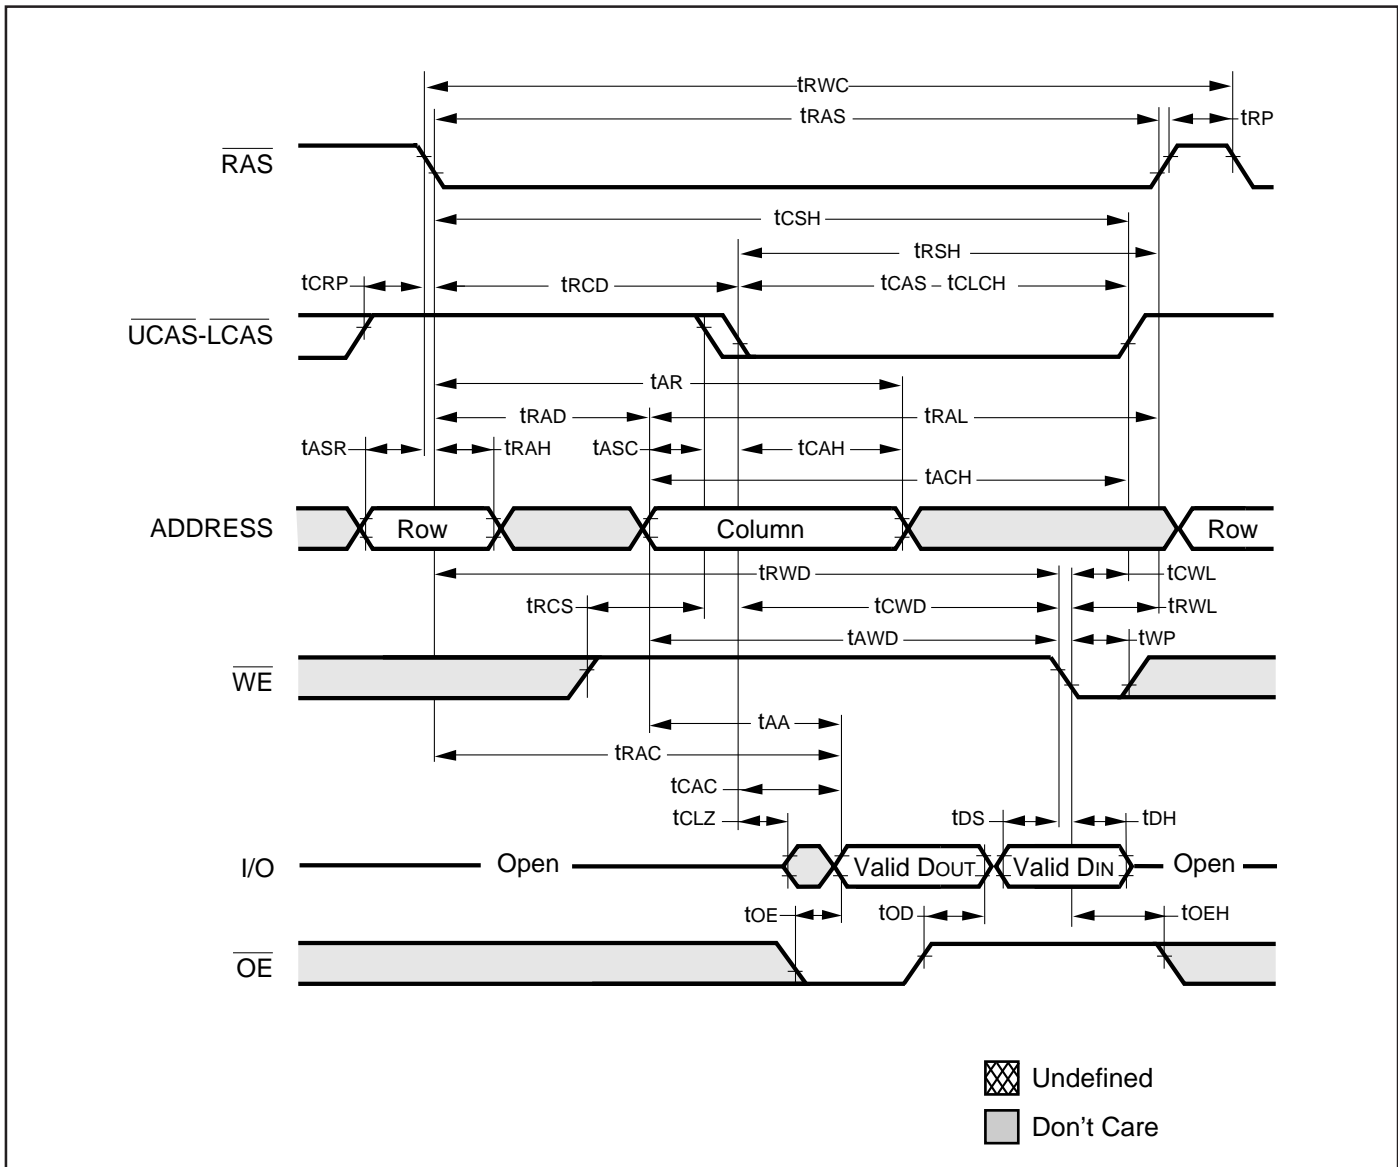 tRWC
tRAS
tRP
RAS
tCSH
tRSH
tCRP
tRCD
tCAS – tCLCH
UCAS-LCAS
tAR
tRAD
tRAL
tASR
tRAH
tASC
tCAH
tACH
ADDRESS
Row
Column
Row
tRWD
tCWL
tRCS
tCWD
tRWL
tAWD
tWP
WE
tAA
tRAC
tCAC
tCLZ
tDS
tDH
I/O
Open
Valid DOUT
Valid DIN
Open
tOE
tOD
tOEH
OE
Undefined
Don't Care